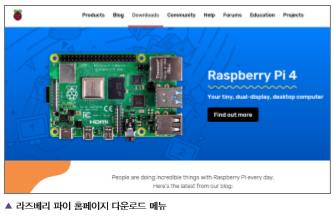 Products Blog Downloads Community Help Forums Education Projects
Raspberry Pi 4
Your tiny, dual-display, desktop computer
Find out more
HDMI
People are doing incredible things with Raspberry Pi every day.
Here's the latest from our blog:
▲ 라즈베리 파이 홈페이지 다운로드 메뉴